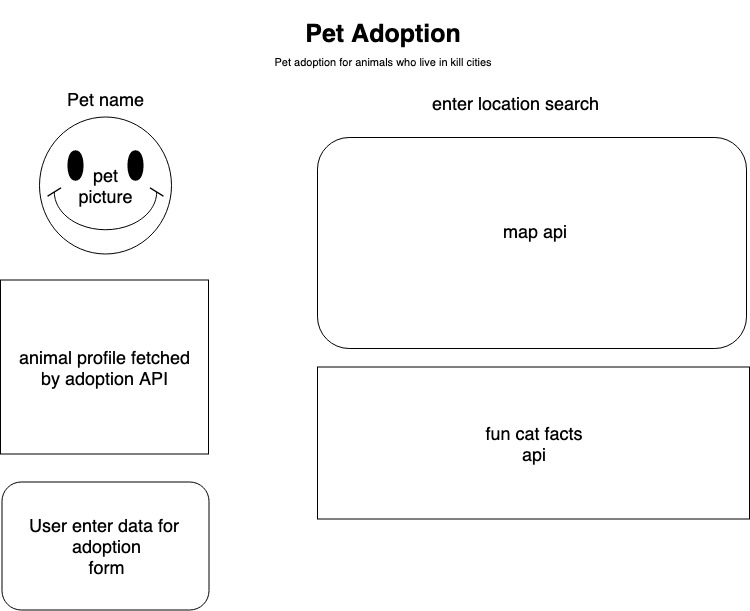 Pet Adoption
Pet adoption for animals who live in kill cities
Pet name
pet
picture
animal profile fetched
by adoption API
User enter data for
adoption
form
enter location search
map api
fun cat facts
api